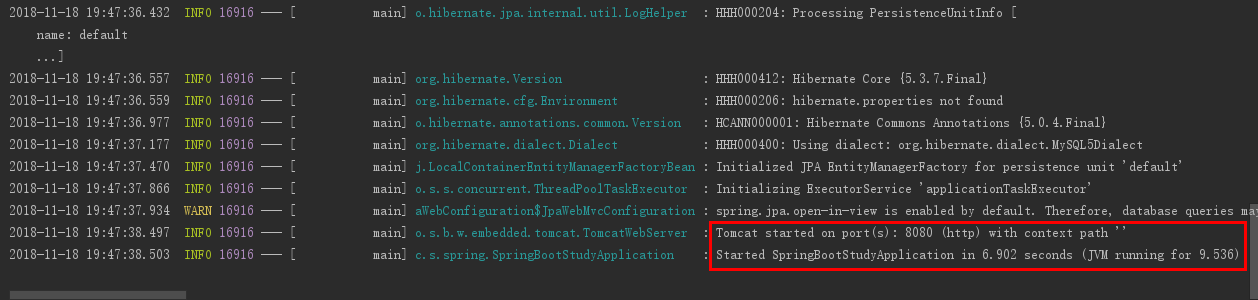 2018-11-18 19:47:36.432 INFO 16916 --- [ main] o.hibernate.jpa.internal.util.LogHelper : HHH000204: Processing PersistenceUnitInfo [
name: default
...]
2018-11-18 19:47:36.557 INFO 16916 --- [ main] org.hibernate.Version : HHH000412: Hibernate Core {5.3.7.Final}
2018-11-18 19:47:36.559 INFO 16916 --- [ main] org.hibernate.cfg.Environment : HHH000206: hibernate.properties not found
2018-11-18 19:47:36.977 INFO 16916 --- [ main] o.hibernate.annotations.common.Version : HCANN000001: Hibernate Commons Annotations {5.0.4.Final}
2018-11-18 19:47:37.177 INFO 16916 --- [ main] org.hibernate.dialect.Dialect : HHH000400: Using dialect: org.hibernate.dialect.MySQL5Dialect
2018-11-18 19:47:37.470 INFO 16916 --- [ main] j.LocalContainerEntityManagerFactoryBean : Initialized JPA EntityManagerFactory for persistence unit 'default'
2018-11-18 19:47:37.866 INFO 16916 --- [ main] o.s.s.concurrent.ThreadPoolTaskExecutor : Initializing ExecutorService 'applicationTaskExecutor'
2018-11-18 19:47:37.934 WARN 16916 --- [ main] aWebConfiguration$JpaWebMvcConfiguration : spring.jpa.open-in-view is enabled by default. Therefore, database queries may
2018-11-18 19:47:38.497 INFO 16916 --- [ main] o.s.b.w.embedded.tomcat.TomcatWebServer : Tomcat started on port(s): 8080 (http) with context path ''
2018-11-18 19:47:38.503 INFO 16916 --- [ main] c.s.spring.SpringBootStudyApplication : Started SpringBootStudyApplication in 6.902 seconds (JVM running for 9.536)